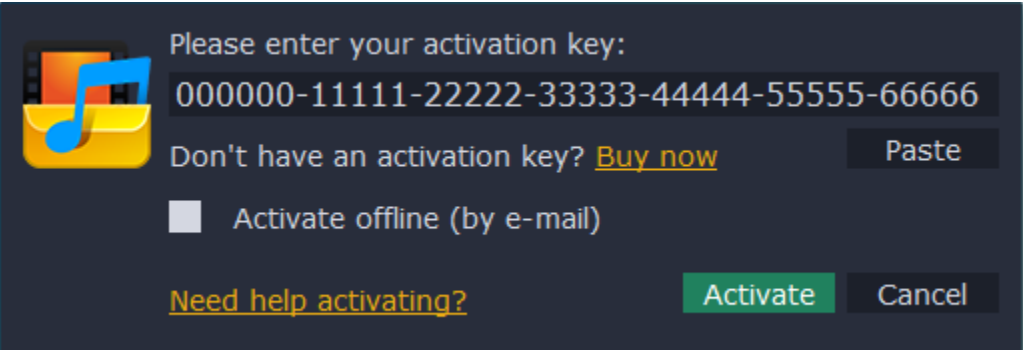 Please enter your activation key:
000000-11111-22222-33333-44444-55555-66666
Don't have an activation key? Buy now
Paste
Activate offline (by e-mail)
Need help activating?
Activate
Cancel